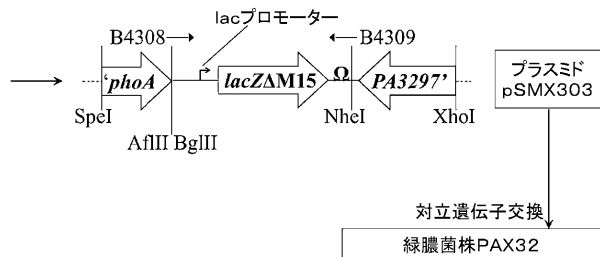 lacプロモーター
B4308
B4309
'phoA
lacZΔM15
Ω
PA3297'
SpeI
NheI
XhoI
AflII BglII
プラスミド
pSMX303
対立遺伝子交換
緑膿菌株PAX32